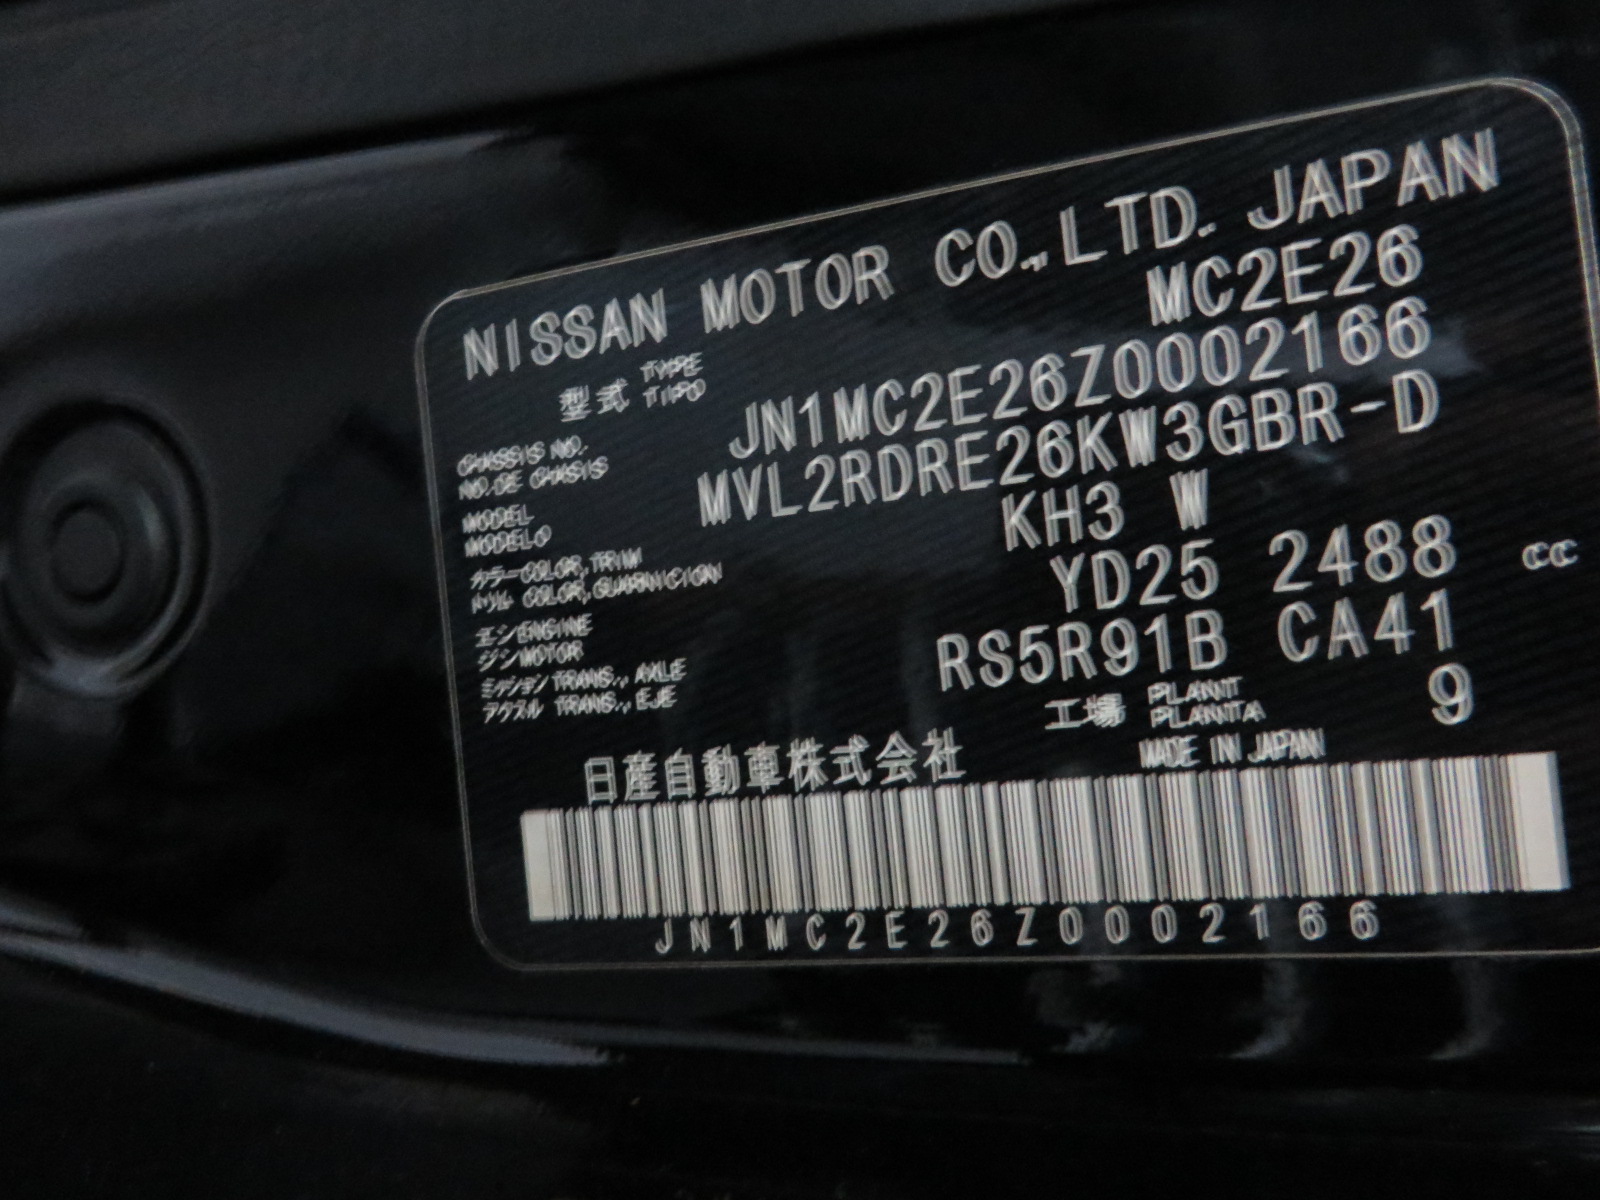 NISSAN MOTOR CO., LTD. JAPAN
型式 TYPE TIPO MC2E26
CHASSIS NO. NO. DE CHASIS JN1MC2E26Z0002166
MODEL MODELO MVL2RDRE26KW3GBR-D
カラー COLOR, TRIM トリム COLOR, GUARNICION KH3 W
エンジン ENGINE MOTOR YD25 2488 cc
ミッション TRANS., AXLE アクスル TRANS., EJE RS5R91B CA41
工場 PLANT PLANTA 9
日産自動車株式会社 MADE IN JAPAN
JN1MC2E26Z0002166